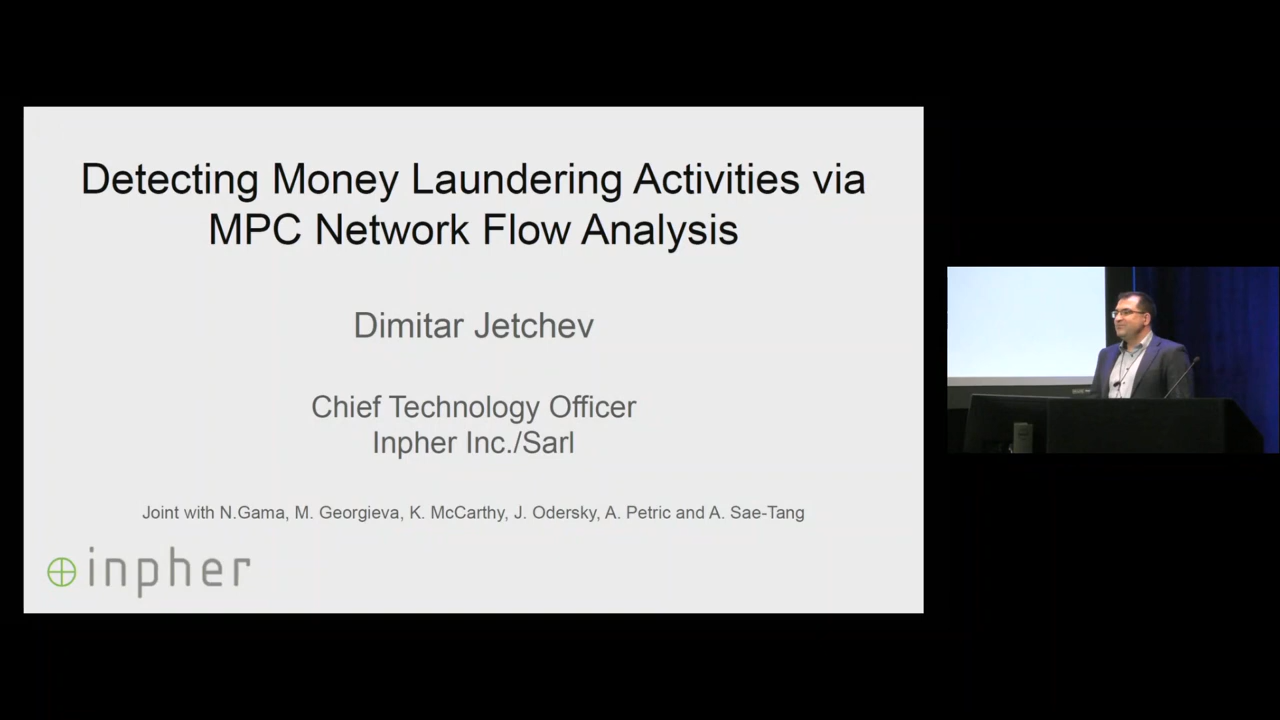 Detecting Money Laundering Activities via
MPC Network Flow Analysis
Dimitar Jetchev
Chief Technology Officer
Inpher Inc./Sarl
Joint with N.Gama, M. Georgieva, K. McCarthy, J. Odersky, A. Petric and A. Sae-Tang
inpher